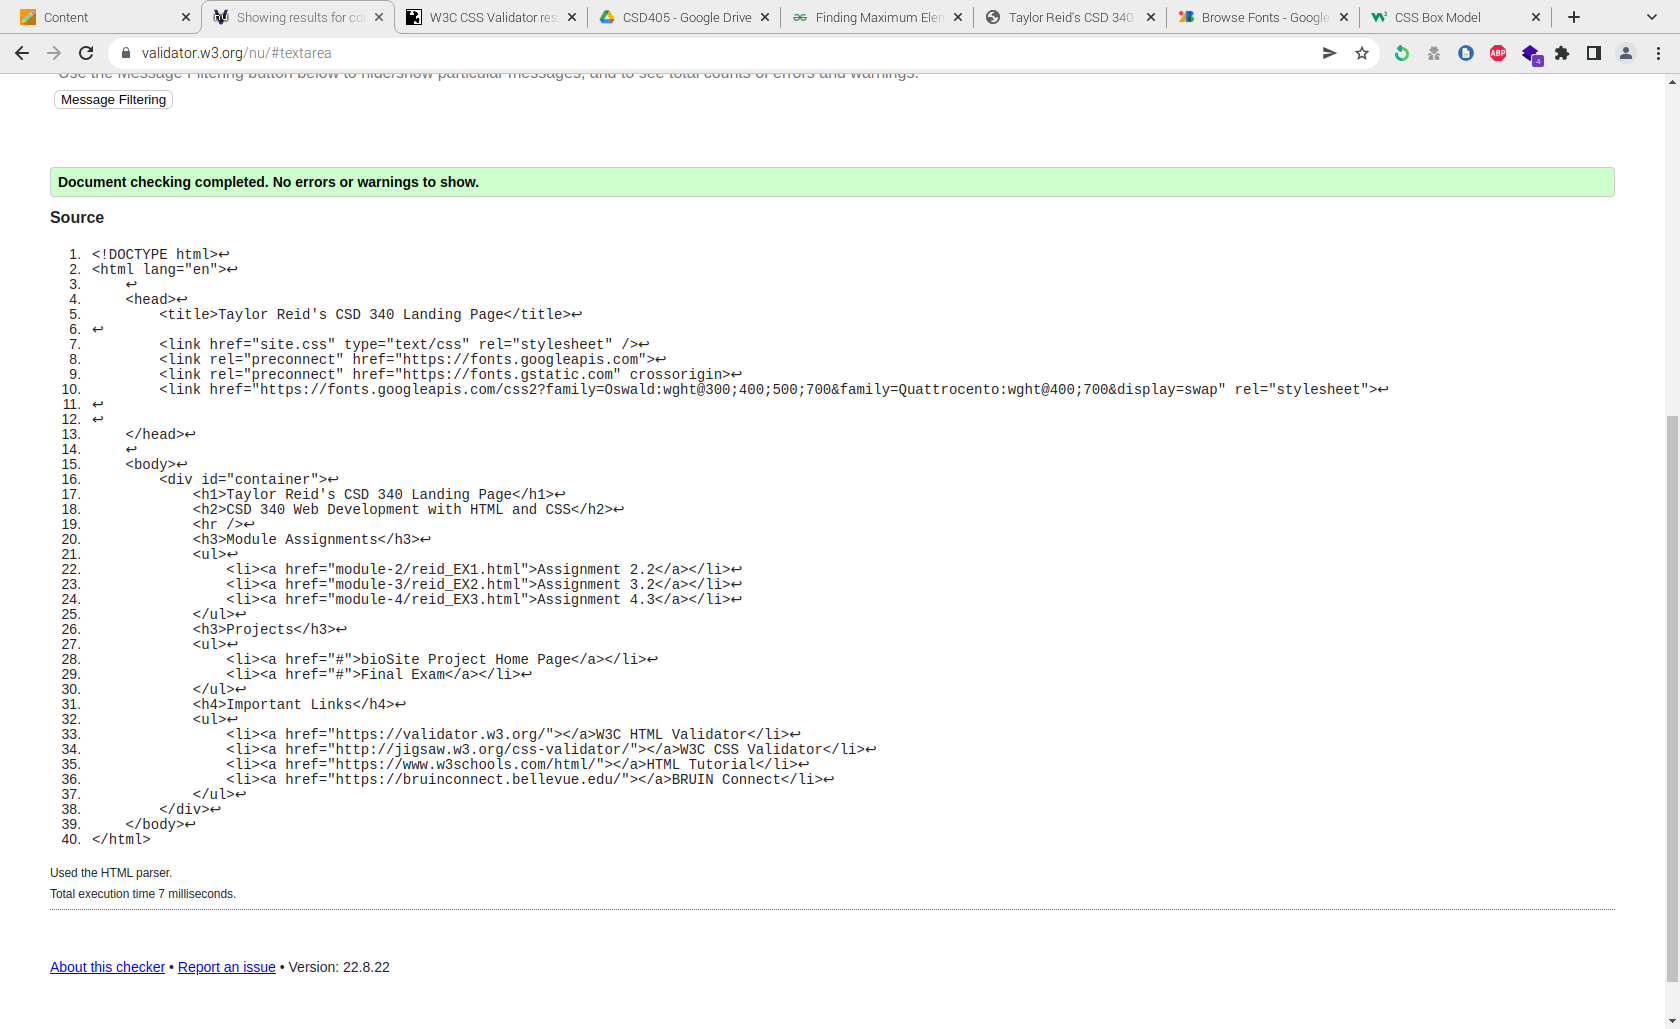 Content
Showing results for co
W3C CSS Validator res
CSD405 - Google Drive
Finding Maximum Elem
Taylor Reid's CSD 340
Browse Fonts - Google
CSS Box Model
validator.w3.org/nu/#textarea
ABP
4
Use the Message Filtering button below to hide/show particular messages, and to see total counts of errors and warnings.
Message Filtering
Document checking completed. No errors or warnings to show.
Source
1. <!DOCTYPE html>↩
2. <html lang="en">↩
3.     ↩
4.     <head>↩
5.         <title>Taylor Reid's CSD 340 Landing Page</title>↩
6. ↩
7.         <link href="site.css" type="text/css" rel="stylesheet" />↩
8.         <link rel="preconnect" href="https://fonts.googleapis.com">↩
9.         <link rel="preconnect" href="https://fonts.gstatic.com" crossorigin>↩
10.         <link href="https://fonts.googleapis.com/css2?family=Oswald:wght@300;400;500;700&family=Quattrocento:wght@400;700&display=swap" rel="stylesheet">↩
11. ↩
12. ↩
13.     </head>↩
14.     ↩
15.     <body>↩
16.         <div id="container">↩
17.             <h1>Taylor Reid's CSD 340 Landing Page</h1>↩
18.             <h2>CSD 340 Web Development with HTML and CSS</h2>↩
19.             <hr />↩
20.             <h3>Module Assignments</h3>↩
21.             <ul>↩
22.                 <li><a href="module-2/reid_EX1.html">Assignment 2.2</a></li>↩
23.                 <li><a href="module-3/reid_EX2.html">Assignment 3.2</a></li>↩
24.                 <li><a href="module-4/reid_EX3.html">Assignment 4.3</a></li>↩
25.             </ul>↩
26.             <h3>Projects</h3>↩
27.             <ul>↩
28.                 <li><a href="#">bioSite Project Home Page</a></li>↩
29.                 <li><a href="#">Final Exam</a></li>↩
30.             </ul>↩
31.             <h4>Important Links</h4>↩
32.             <ul>↩
33.                 <li><a href="https://validator.w3.org/"></a>W3C HTML Validator</li>↩
34.                 <li><a href="http://jigsaw.w3.org/css-validator/"></a>W3C CSS Validator</li>↩
35.                 <li><a href="https://www.w3schools.com/html/"></a>HTML Tutorial</li>↩
36.                 <li><a href="https://bruinconnect.bellevue.edu/"></a>BRUIN Connect</li>↩
37.             </ul>↩
38.         </div>↩
39.     </body>↩
40. </html>
Used the HTML parser.
Total execution time 7 milliseconds.
About this checker • Report an issue • Version: 22.8.22